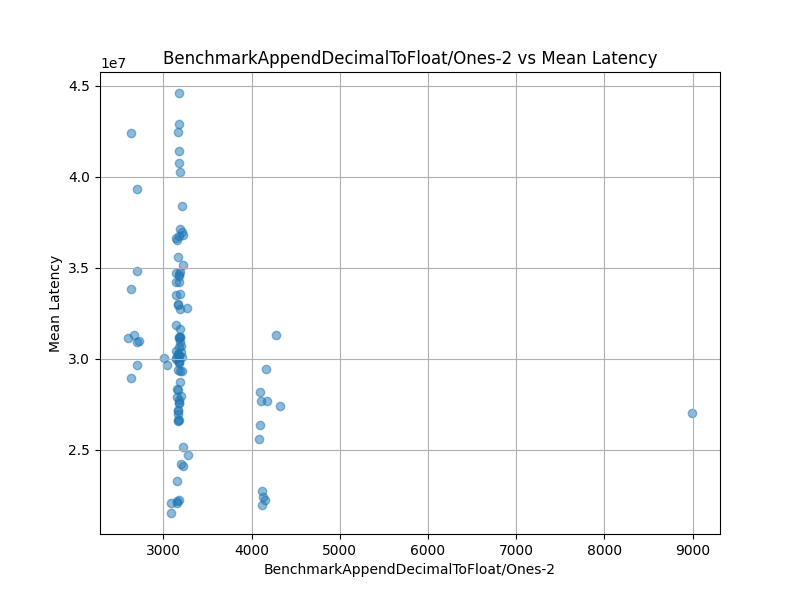 BenchmarkAppendDecimalToFloat/Ones-2 vs Mean Latency
1e7
4.5
4.0
3.5
3.0
2.5
Mean Latency
3000 4000 5000 6000 7000 8000 9000
BenchmarkAppendDecimalToFloat/Ones-2